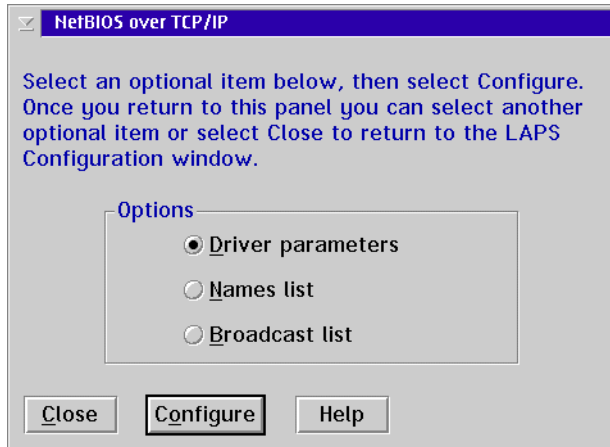 NetBIOS over TCP/IP
Select an optional item below, then select Configure.
Once you return to this panel you can select another
optional item or select Close to return to the LAPS
Configuration window.
Options
Driver parameters
Names list
Broadcast list
Close Configure Help